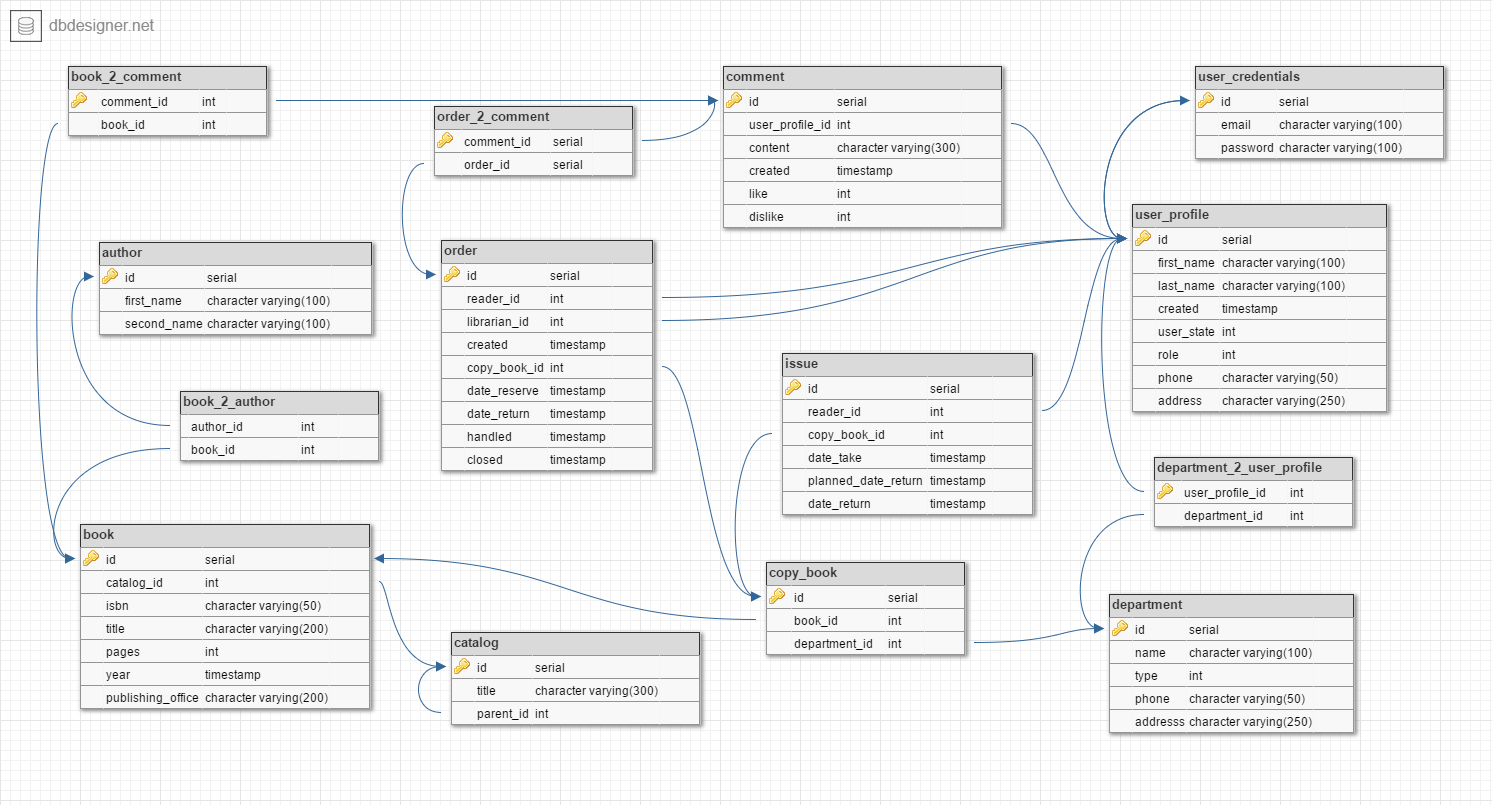 dbdesigner.net
book_2_comment
comment_id int
book_id int
order_2_comment
comment_id serial
order_id serial
comment
id serial
user_profile_id int
content character varying(300)
created timestamp
like int
dislike int
user_credentials
id serial
email character varying(100)
password character varying(100)
user_profile
id serial
first_name character varying(100)
last_name character varying(100)
created timestamp
user_state int
role int
phone character varying(50)
address character varying(250)
author
id serial
first_name character varying(100)
second_name character varying(100)
order
id serial
reader_id int
librarian_id int
created timestamp
copy_book_id int
date_reserve timestamp
date_return timestamp
handled timestamp
closed timestamp
issue
id serial
reader_id int
copy_book_id int
date_take timestamp
planned_date_return timestamp
date_return timestamp
book_2_author
author_id int
book_id int
department_2_user_profile
user_profile_id int
department_id int
book
id serial
catalog_id int
isbn character varying(50)
title character varying(200)
pages int
year timestamp
publishing_office character varying(200)
catalog
id serial
title character varying(300)
parent_id int
copy_book
id serial
book_id int
department_id int
department
id serial
name character varying(100)
type int
phone character varying(50)
addresss character varying(250)